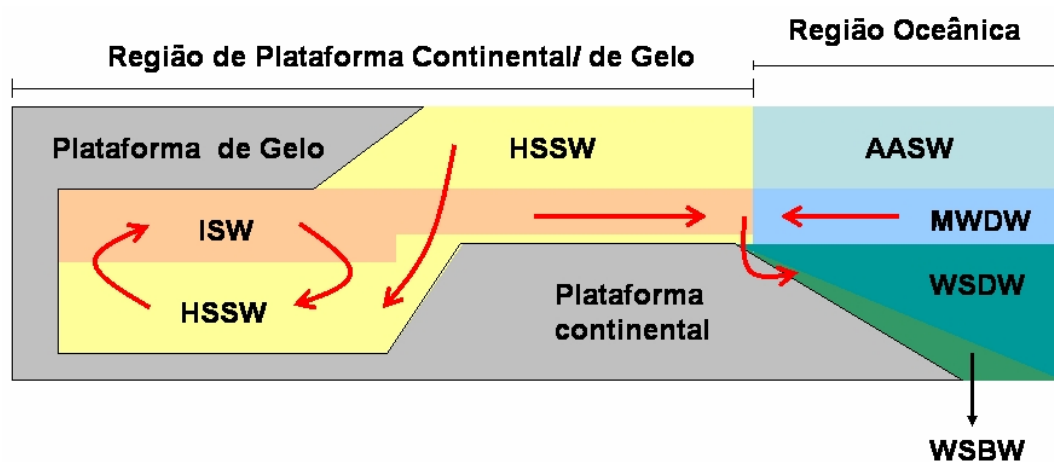 Região Oceânica
Região de Plataforma Continental/ de Gelo
Plataforma de Gelo
HSSW
AASW
ISW
MWDW
HSSW
WSDW
Plataforma
continental
WSBW